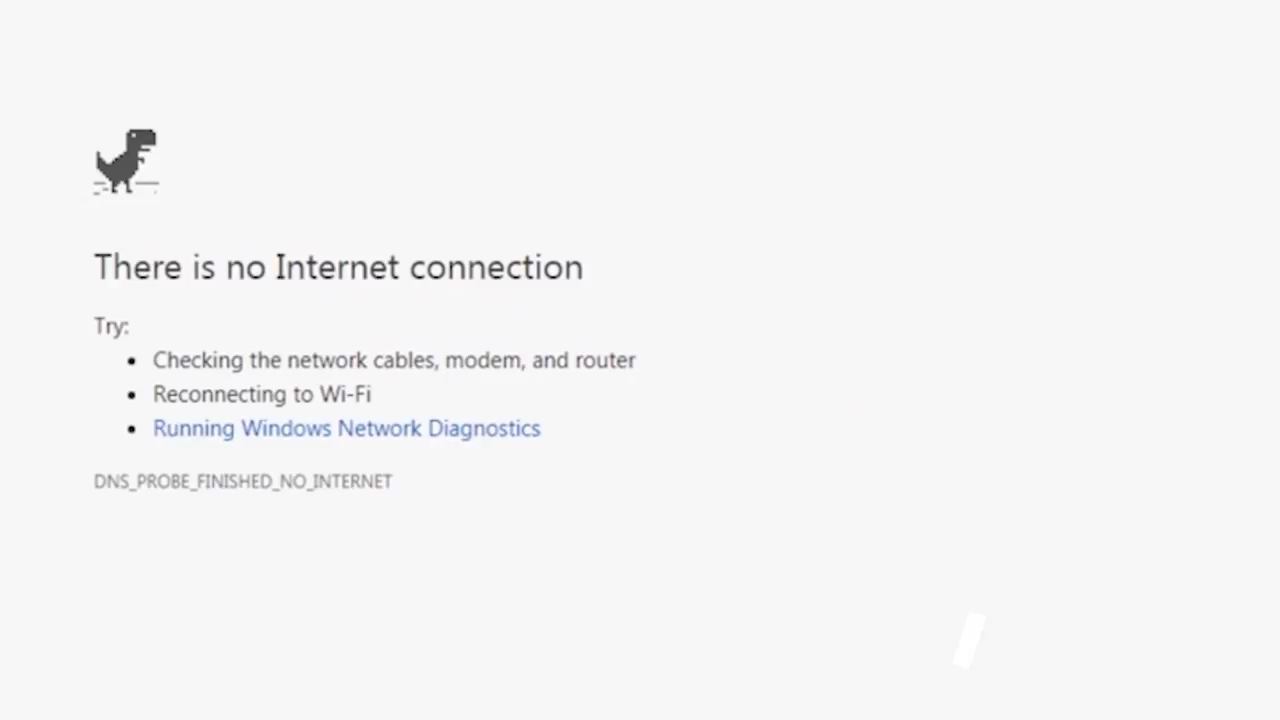 There is no Internet connection
Try:
Checking the network cables, modem, and router
Reconnecting to Wi-Fi
Running Windows Network Diagnostics
DNS_PROBE_FINISHED_NO_INTERNET